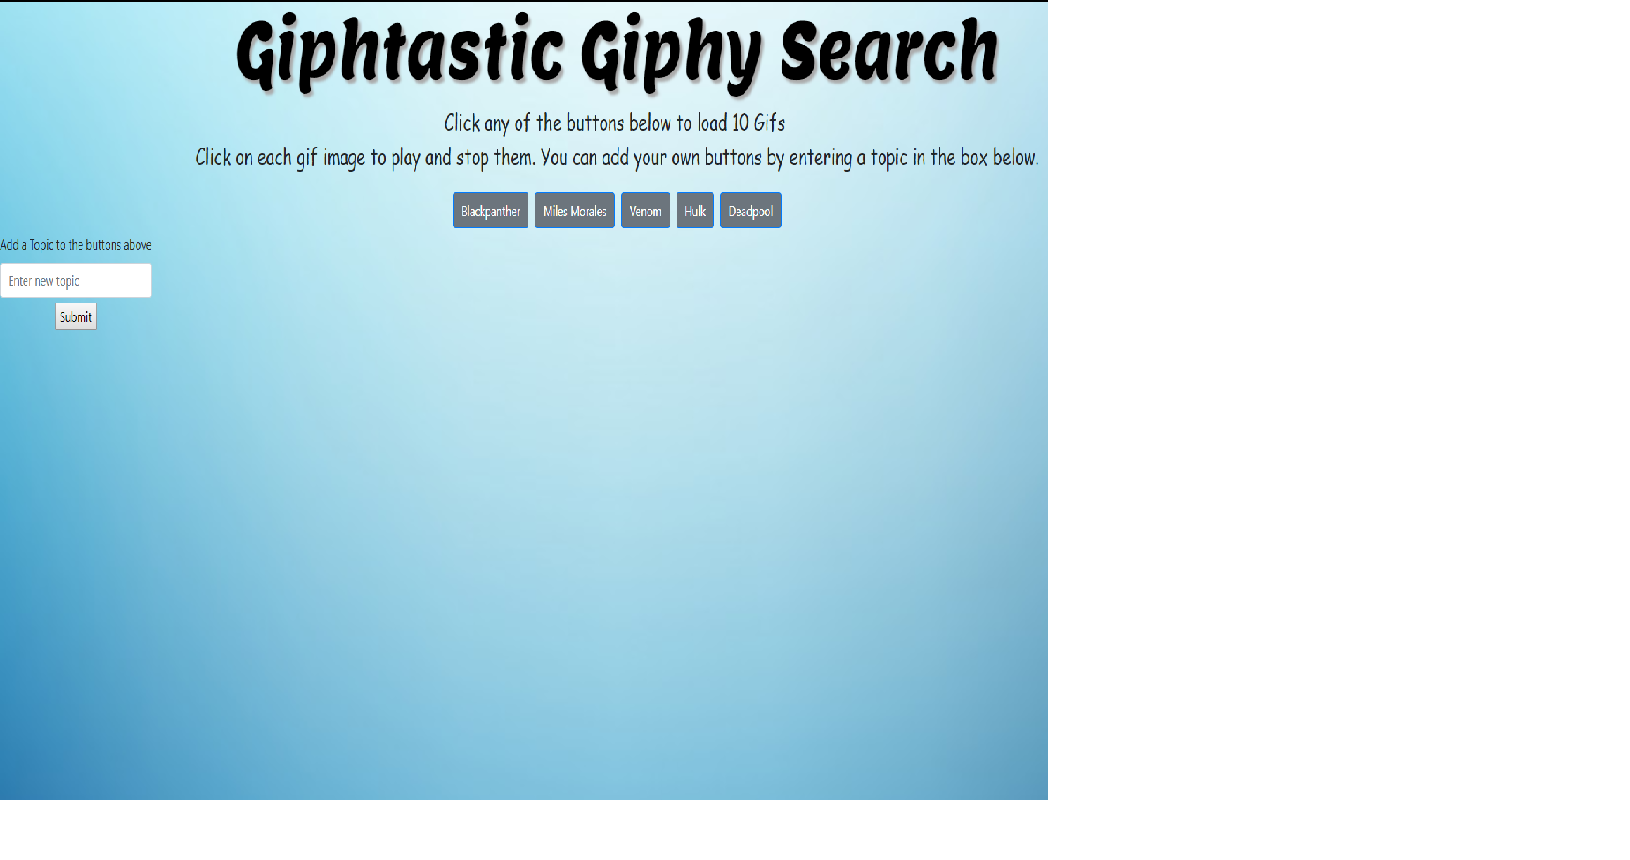 Giphtastic Giphy Search
Click any of the buttons below to load 10 Gifs
Click on each gif image to play and stop them. You can add your own buttons by entering a topic in the box below.
Blackpanther Miles Morales Venom Hulk Deadpool
Add a Topic to the buttons above
Enter new topic
Submit